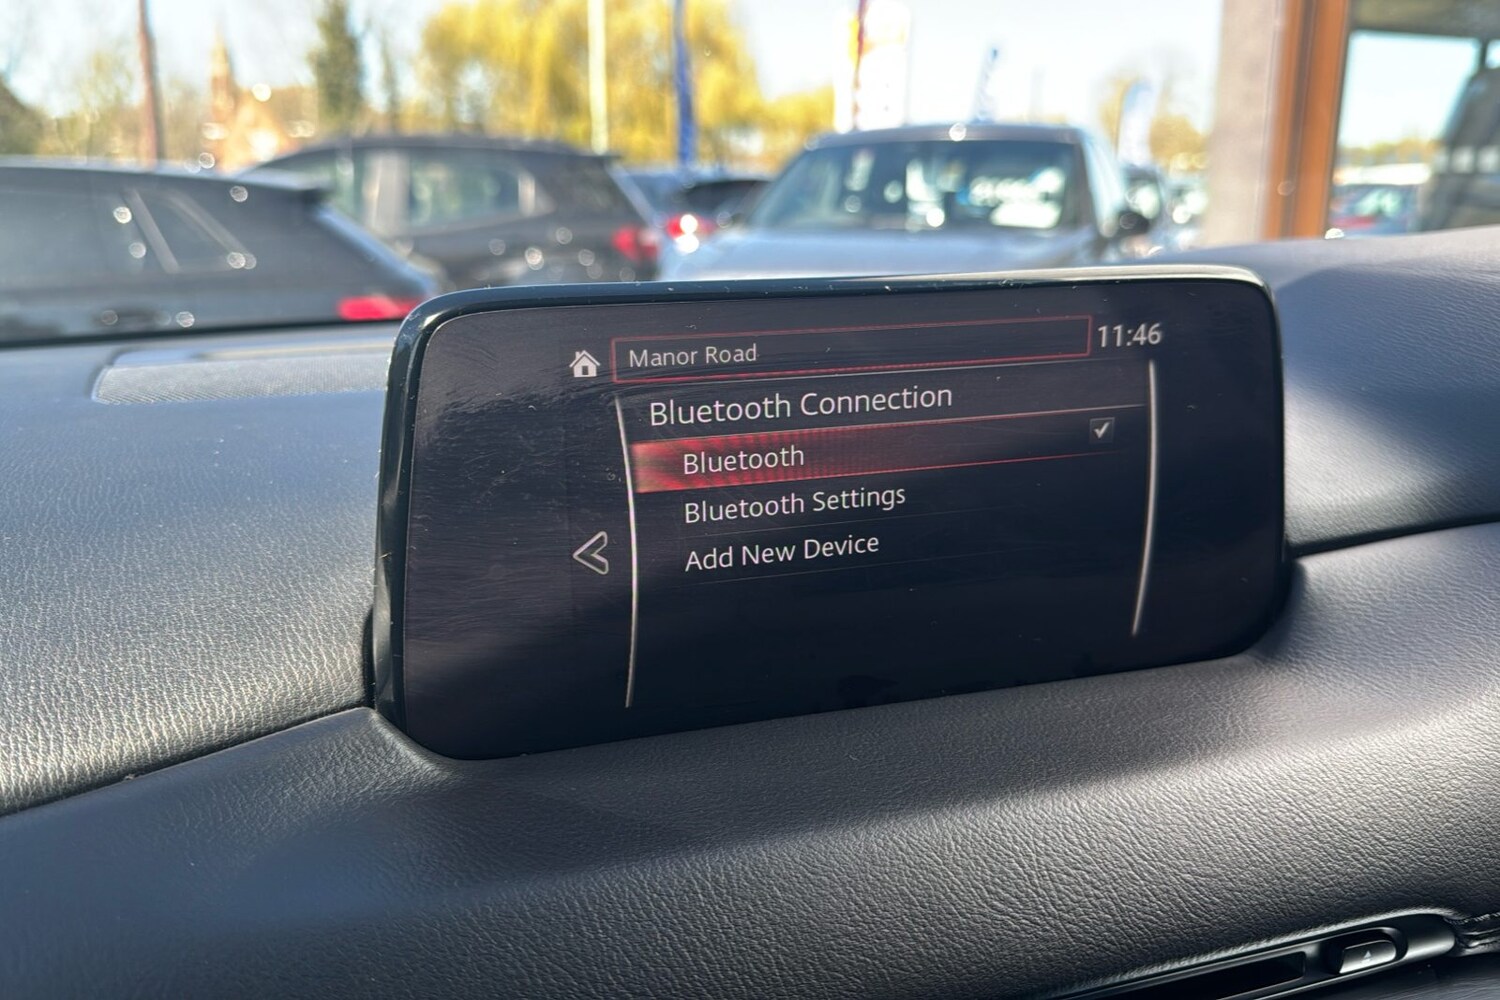 Manor Road
11:46
Bluetooth Connection
Bluetooth
Bluetooth Settings
Add New Device